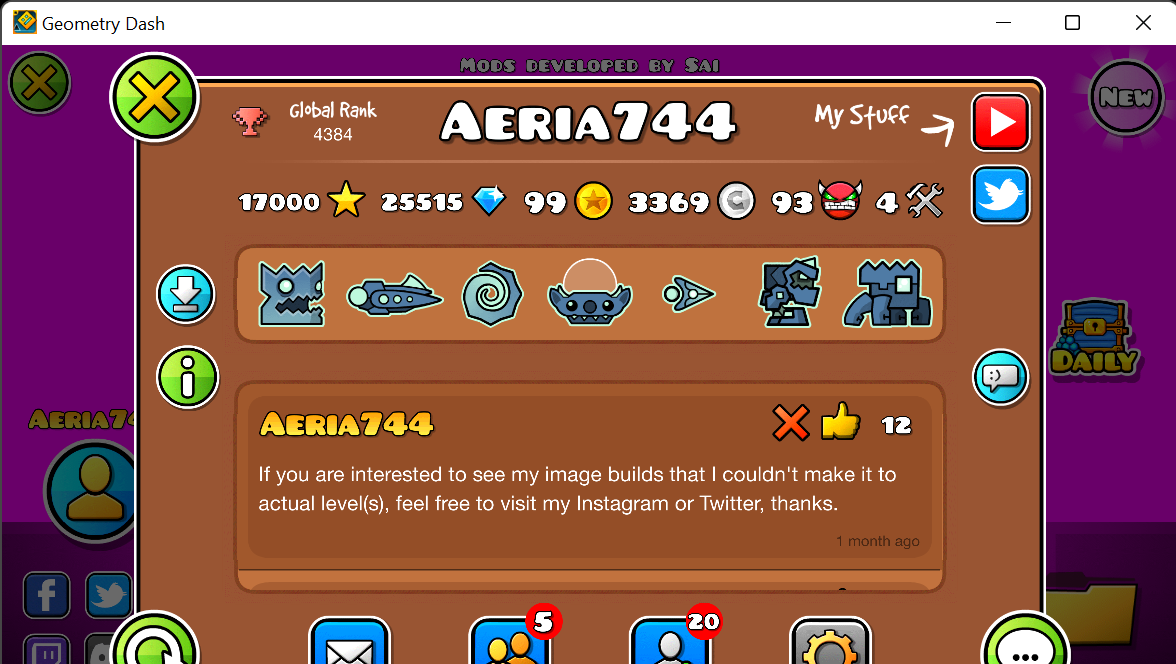 Geometry Dash
Mods developed by Sai
Global Rank
4384
Aeria744
My Stuff
New
17000 25515 99 3369 93 4
Daily
Aeria74
Aeria744
12
If you are interested to see my image builds that I couldn't make it to
actual level(s), feel free to visit my Instagram or Twitter, thanks.
1 month ago
5
20